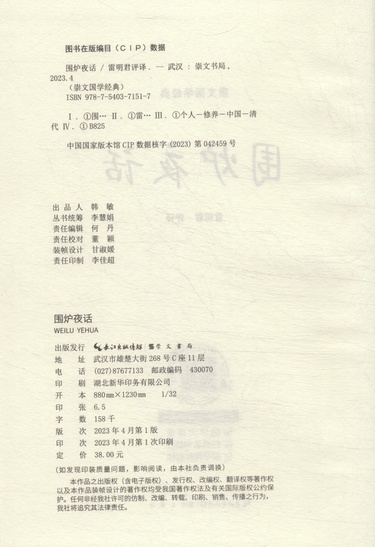 图书在版编目（CIP）数据
围炉夜话 / 雷明君评译. -- 武汉 : 崇文书局,
2023.4
（崇文国学经典）
ISBN 978-7-5403-7151-7
Ⅰ. ①围… Ⅱ. ①雷… Ⅲ. ①个人－修养－中国－清
代 Ⅳ. ①B825
中国国家版本馆CIP数据核字(2023)第042459号
出品人 韩敏
丛书统筹 李慧娟
责任编辑 何丹
责任校对 董颖
装帧设计 甘淑媛
责任印制 李佳超
围炉夜话
WEILU YEHUA
出版发行 长江出版传媒 崇文书局
地址 武汉市雄楚大街268号C座11层
电话 (027)87677133 邮政编码 430070
印刷 湖北新华印务有限公司
开本 880mm×1230mm 1/32
印张 6.5
字数 158千
版次 2023年4月第1版
印次 2023年4月第1次印刷
定价 38.00元
（如发现印装质量问题，影响阅读，由本社负责调换）
本作品之出版权（含电子版权）、发行权、改编权、翻译权等著作权
以及本作品装帧设计的著作权均受我国著作权法及有关国际版权公约保
护。任何非经我社许可的仿制、改编、转载、印刷、销售、传播之行为，
我社将追究其法律责任。